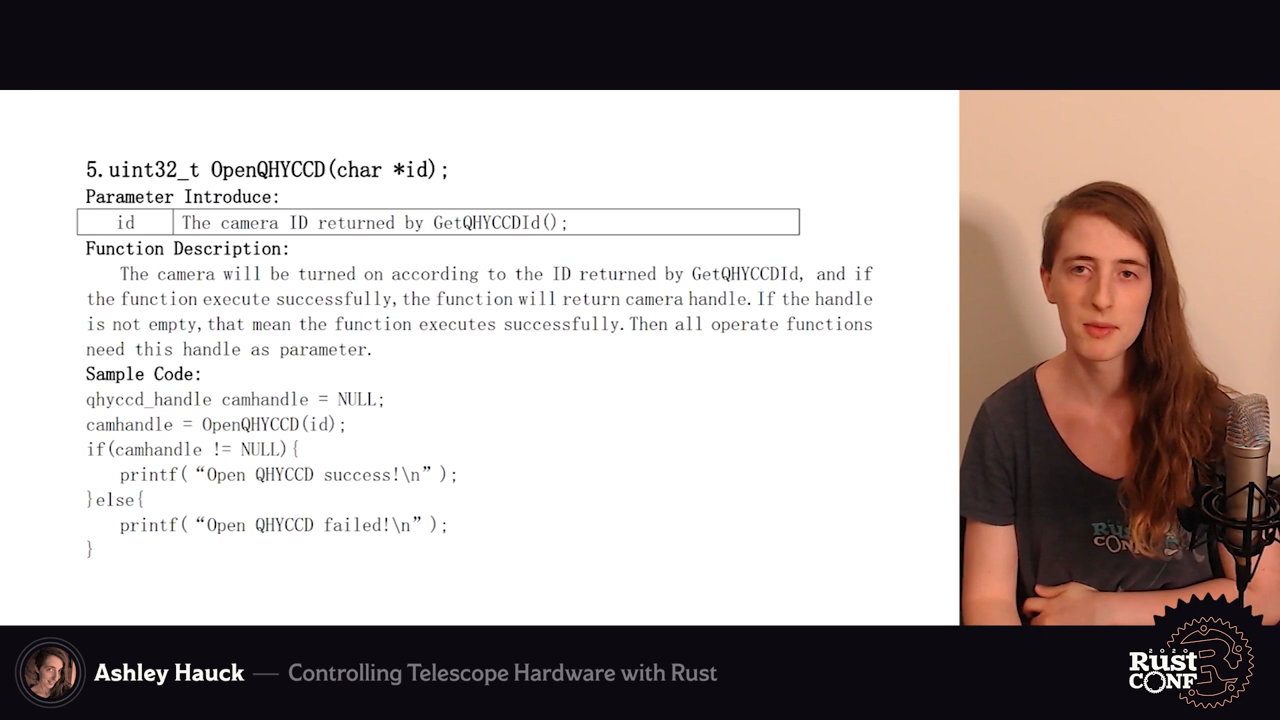 5.uint32_t OpenQHYCCD(char *id);
Parameter Introduce:
id The camera ID returned by GetQHYCCDId();
Function Description:
The camera will be turned on according to the ID returned by GetQHYCCDId, and if
the function execute successfully, the function will return camera handle. If the handle
is not empty, that mean the function executes successfully. Then all operate functions
need this handle as parameter.
Sample Code:
qhyccd_handle camhandle = NULL;
camhandle = OpenQHYCCD(id);
if(camhandle != NULL){
printf(“Open QHYCCD success!\n”);
}else{
printf(“Open QHYCCD failed!\n”);
}
Rust
CONF
Ashley Hauck — Controlling Telescope Hardware with Rust
2020
Rust
CONF
R